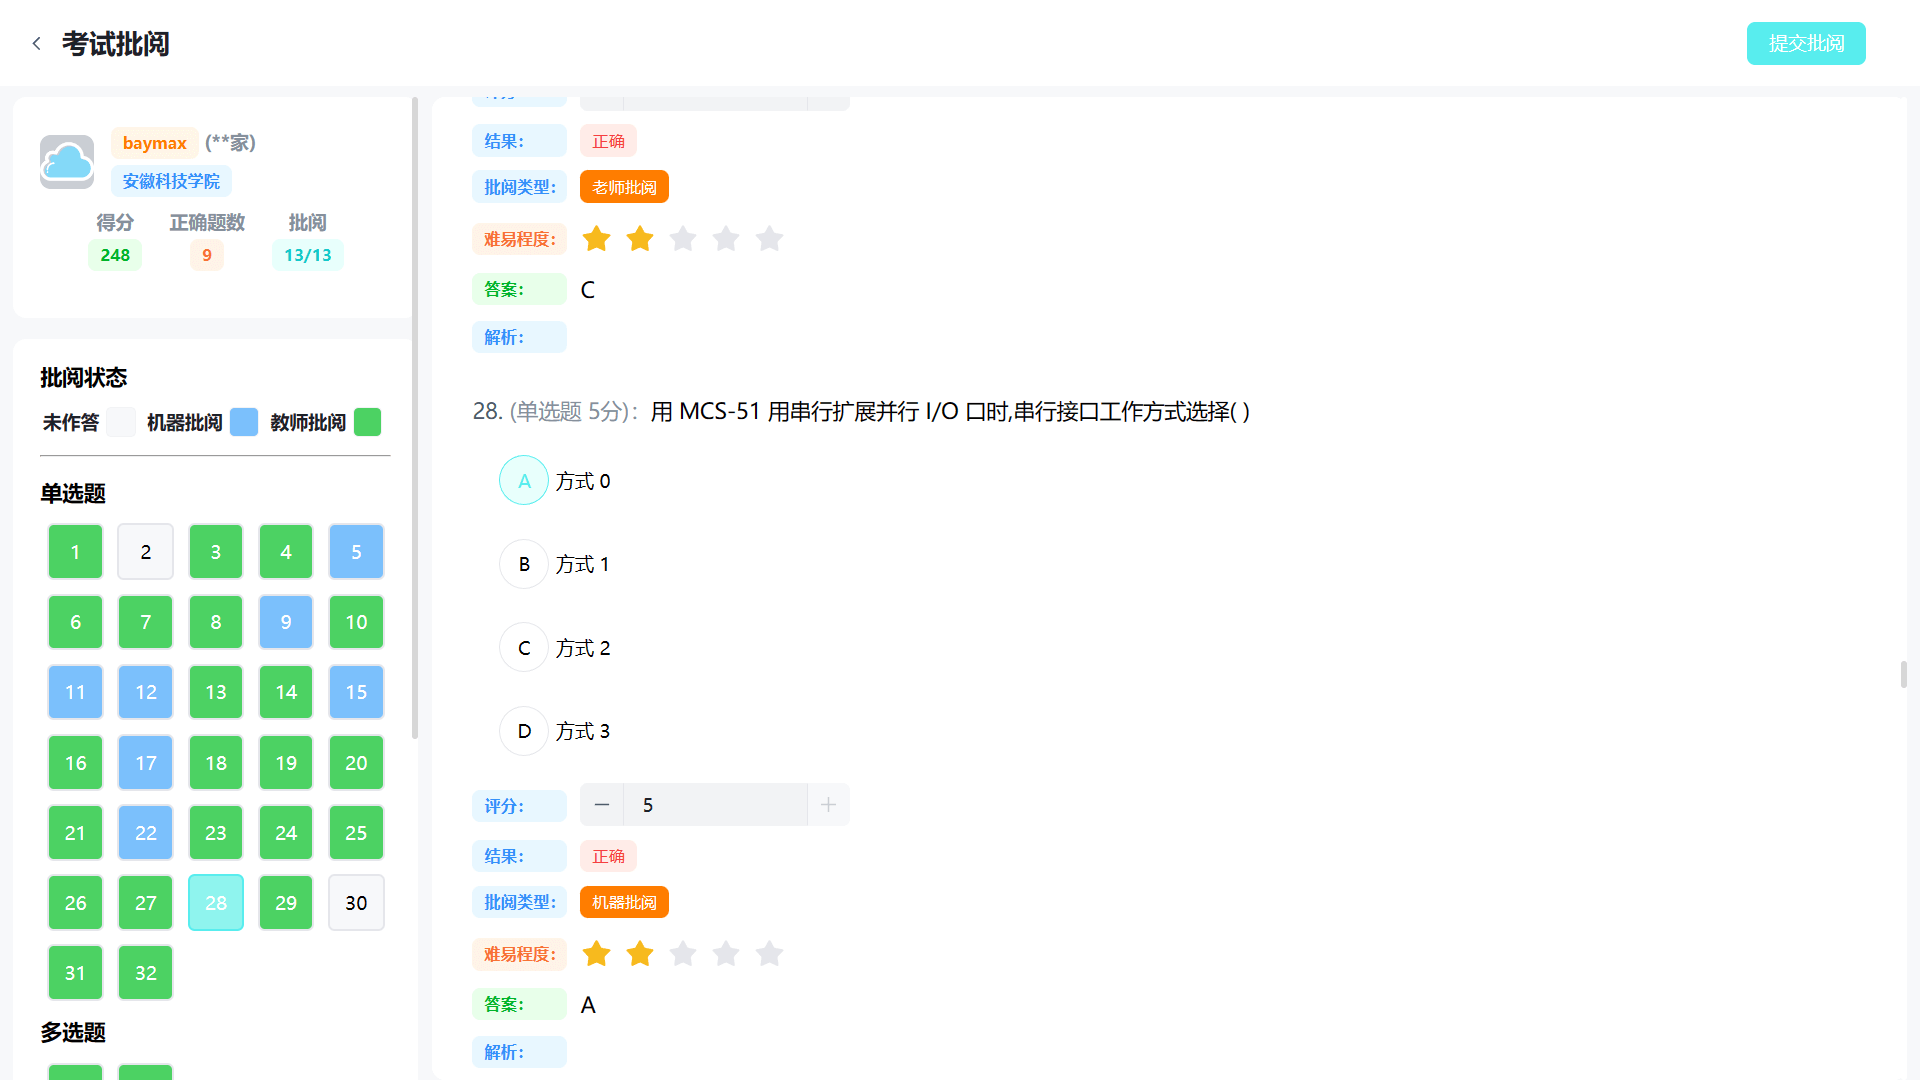 考试批阅
提交批阅
baymax (**家)
安徽科技学院
得分 正确题数 批阅
248 9 13/13
批阅状态
未作答 机器批阅 教师批阅
单选题
1 2 3 4 5
6 7 8 9 10
11 12 13 14 15
16 17 18 19 20
21 22 23 24 25
26 27 28 29 30
31 32
多选题
结果: 正确
批阅类型: 老师批阅
难易程度:
答案: C
解析:
28. (单选题 5分): 用 MCS-51 用串行扩展并行 I/O 口时,串行接口工作方式选择( )
A 方式 0
B 方式 1
C 方式 2
D 方式 3
评分: 5
结果: 正确
批阅类型: 机器批阅
难易程度:
答案: A
解析: